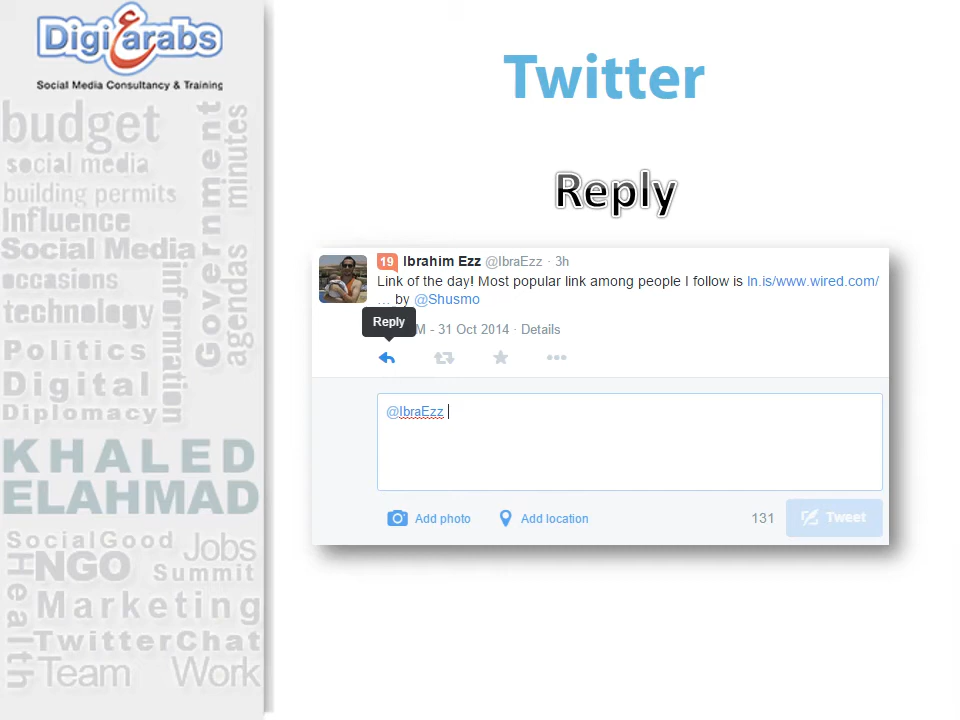 Digi arabs
Social Media Consultancy & Training
budget
social media
building permits
Influence
Social Media
occasions
technology
Politics
Digital
Diplomacy
Government
minutes
agendas
information
KHALED
ELAHMAD
SocialGood
Jobs
NGO
Summit
Health
Marketing
TwitterChat
Team Work
Twitter
Reply
19 Ibrahim Ezz @IbraEzz · 3h
Link of the day! Most popular link among people I follow is ln.is/www.wired.com/
… by @Shusmo
Reply
M - 31 Oct 2014 · Details
@IbraEzz
Add photo
Add location
131
Tweet